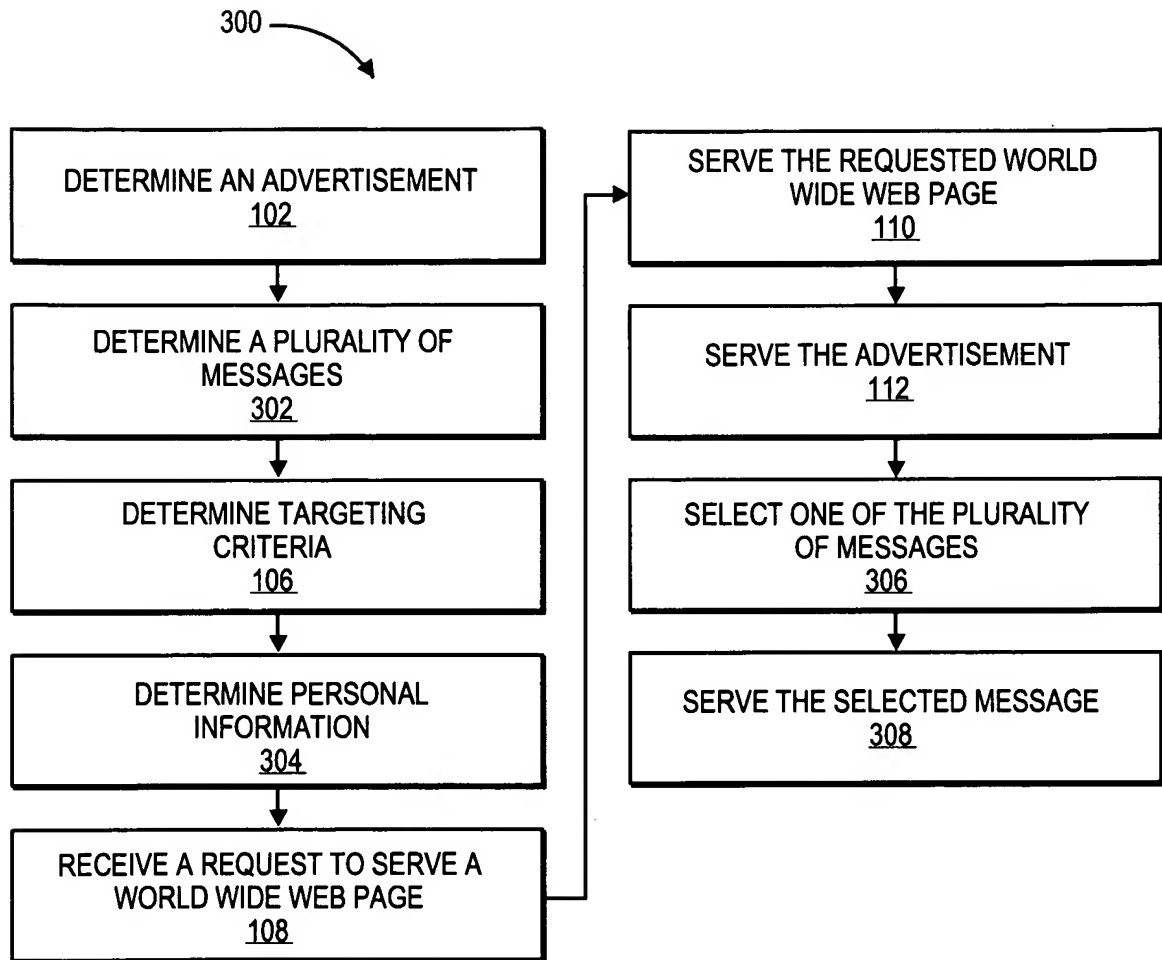 300
DETERMINE AN ADVERTISEMENT
102
DETERMINE A PLURALITY OF
MESSAGES
302
DETERMINE TARGETING
CRITERIA
106
DETERMINE PERSONAL
INFORMATION
304
RECEIVE A REQUEST TO SERVE A
WORLD WIDE WEB PAGE
108
SERVE THE REQUESTED WORLD
WIDE WEB PAGE
110
SERVE THE ADVERTISEMENT
112
SELECT ONE OF THE PLURALITY
OF MESSAGES
306
SERVE THE SELECTED MESSAGE
308